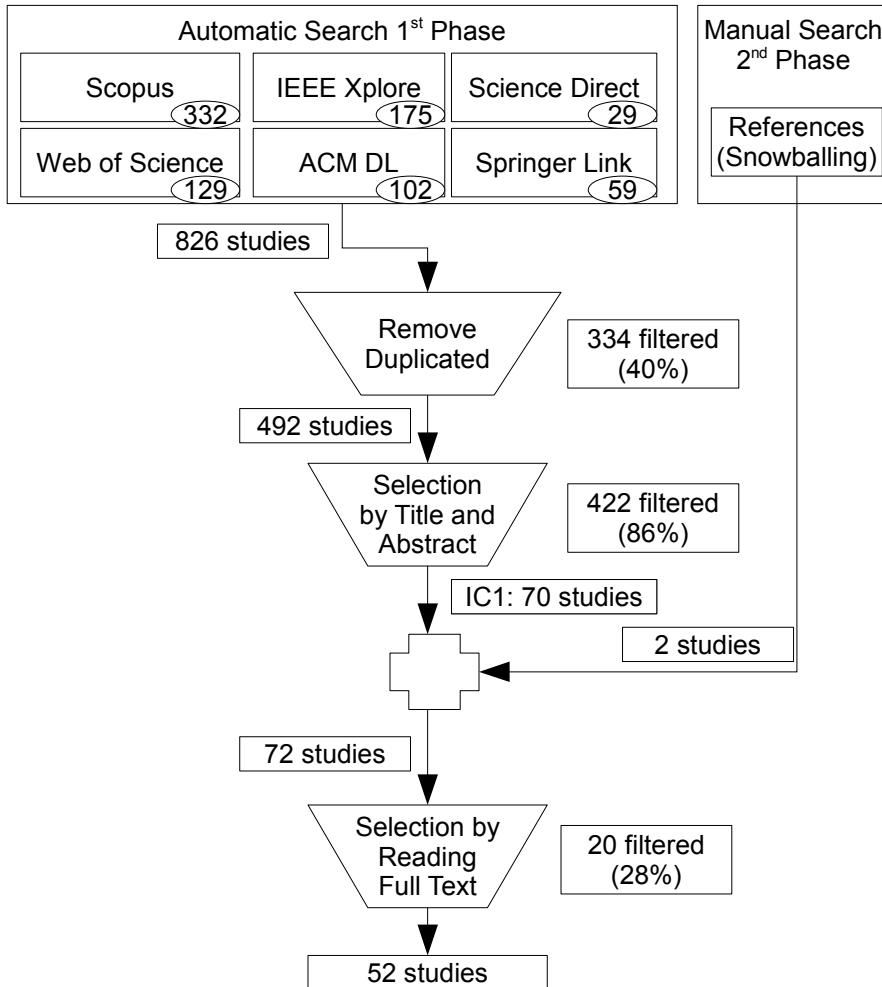 Automatic Search 1st Phase
Scopus
332
IEEE Xplore
175
Science Direct
29
Web of Science
129
ACM DL
102
Springer Link
59
Manual Search
2nd Phase
References
(Snowballing)
826 studies
Remove
Duplicated
334 filtered
(40%)
492 studies
Selection
by Title and
Abstract
422 filtered
(86%)
IC1: 70 studies
2 studies
72 studies
Selection by
Reading
Full Text
20 filtered
(28%)
52 studies